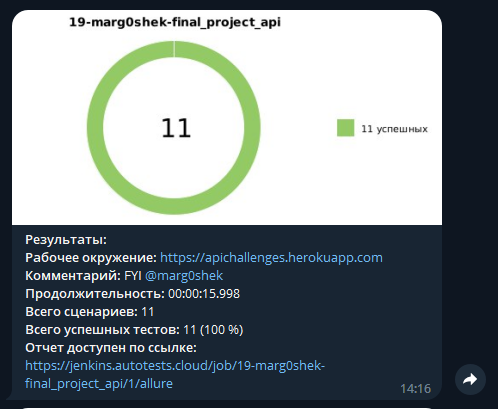 19-marg0shek-final_project_api
11
11 успешных
Результаты:
Рабочее окружение: https://apichallenges.herokuapp.com
Комментарий: FYI @marg0shek
Продолжительность: 00:00:15.998
Всего сценариев: 11
Всего успешных тестов: 11 (100 %)
Отчет доступен по ссылке:
https://jenkins.autotests.cloud/job/19-marg0shek-
final_project_api/1/allure
14:16